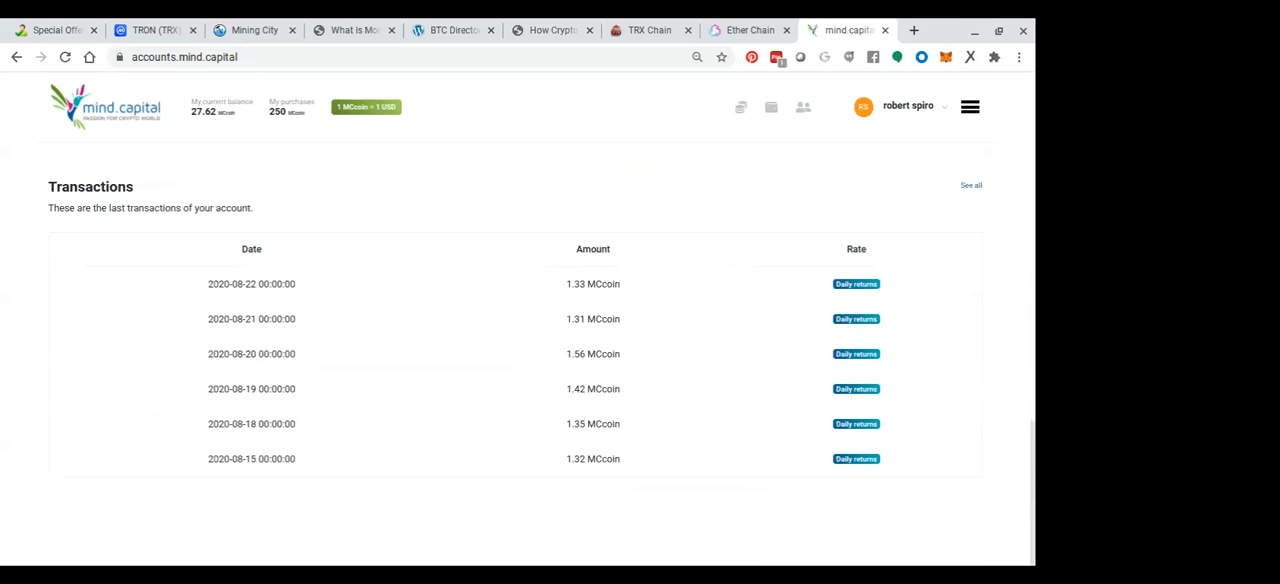 Special Offe
TRON (TRX)
Mining City
What Is Mo
BTC Directo
How Crypto
TRX Chain
Ether Chain
mind.capita
accounts.mind.capital
mind.capital
PASSION FOR CRYPTO WORLD
My current balance
27.62 MCcoin
My purchases
250 MCcoin
1 MCcoin = 1 USD
RS
robert spiro
Transactions
See all
These are the last transactions of your account.
Date Amount Rate
2020-08-22 00:00:00 1.33 MCcoin Daily returns
2020-08-21 00:00:00 1.31 MCcoin Daily returns
2020-08-20 00:00:00 1.56 MCcoin Daily returns
2020-08-19 00:00:00 1.42 MCcoin Daily returns
2020-08-18 00:00:00 1.35 MCcoin Daily returns
2020-08-15 00:00:00 1.32 MCcoin Daily returns